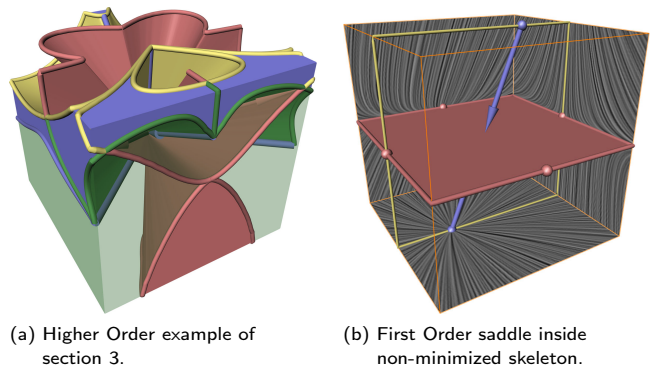 (a) Higher Order example of
section 3.
(b) First Order saddle inside
non-minimized skeleton.